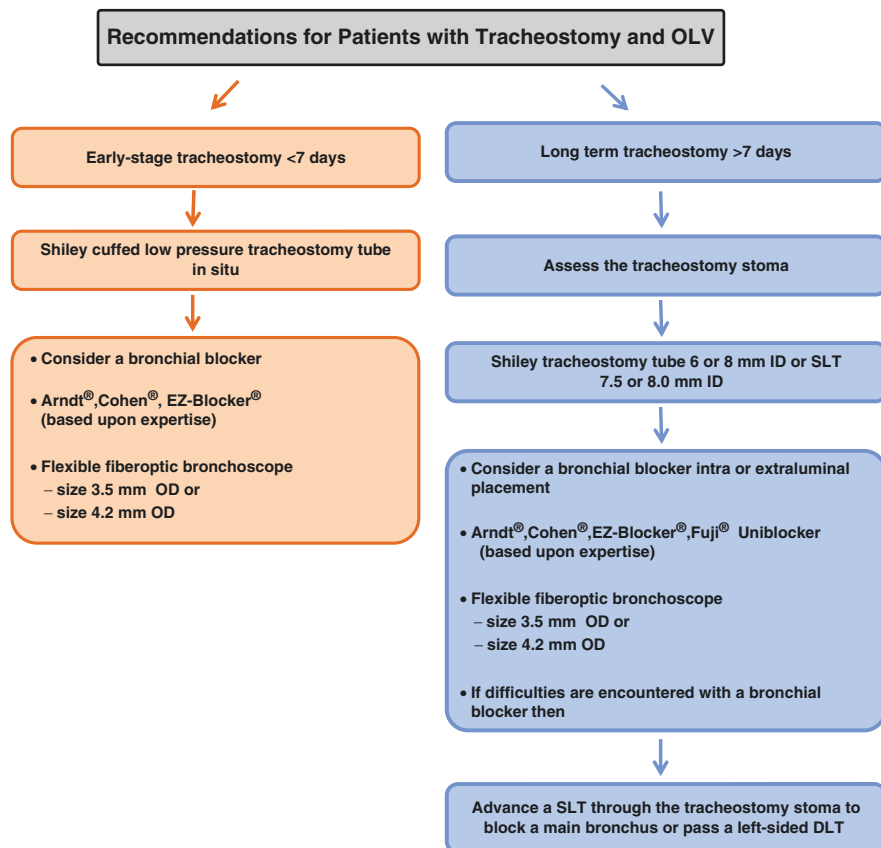 Recommendations for Patients with Tracheostomy and OLV
Early-stage tracheostomy <7 days
Shiley cuffed low pressure tracheostomy tube
in situ
• Consider a bronchial blocker
• Arndt®,Cohen®, EZ-Blocker®
(based upon expertise)
• Flexible fiberoptic bronchoscope
– size 3.5 mm OD or
– size 4.2 mm OD
Long term tracheostomy >7 days
Assess the tracheostomy stoma
Shiley tracheostomy tube 6 or 8 mm ID or SLT
7.5 or 8.0 mm ID
• Consider a bronchial blocker intra or extraluminal
placement
• Arndt®,Cohen®,EZ-Blocker®,Fuji® Uniblocker
(based upon expertise)
• Flexible fiberoptic bronchoscope
– size 3.5 mm OD or
– size 4.2 mm OD
• If difficulties are encountered with a bronchial
blocker then
Advance a SLT through the tracheostomy stoma to
block a main bronchus or pass a left-sided DLT